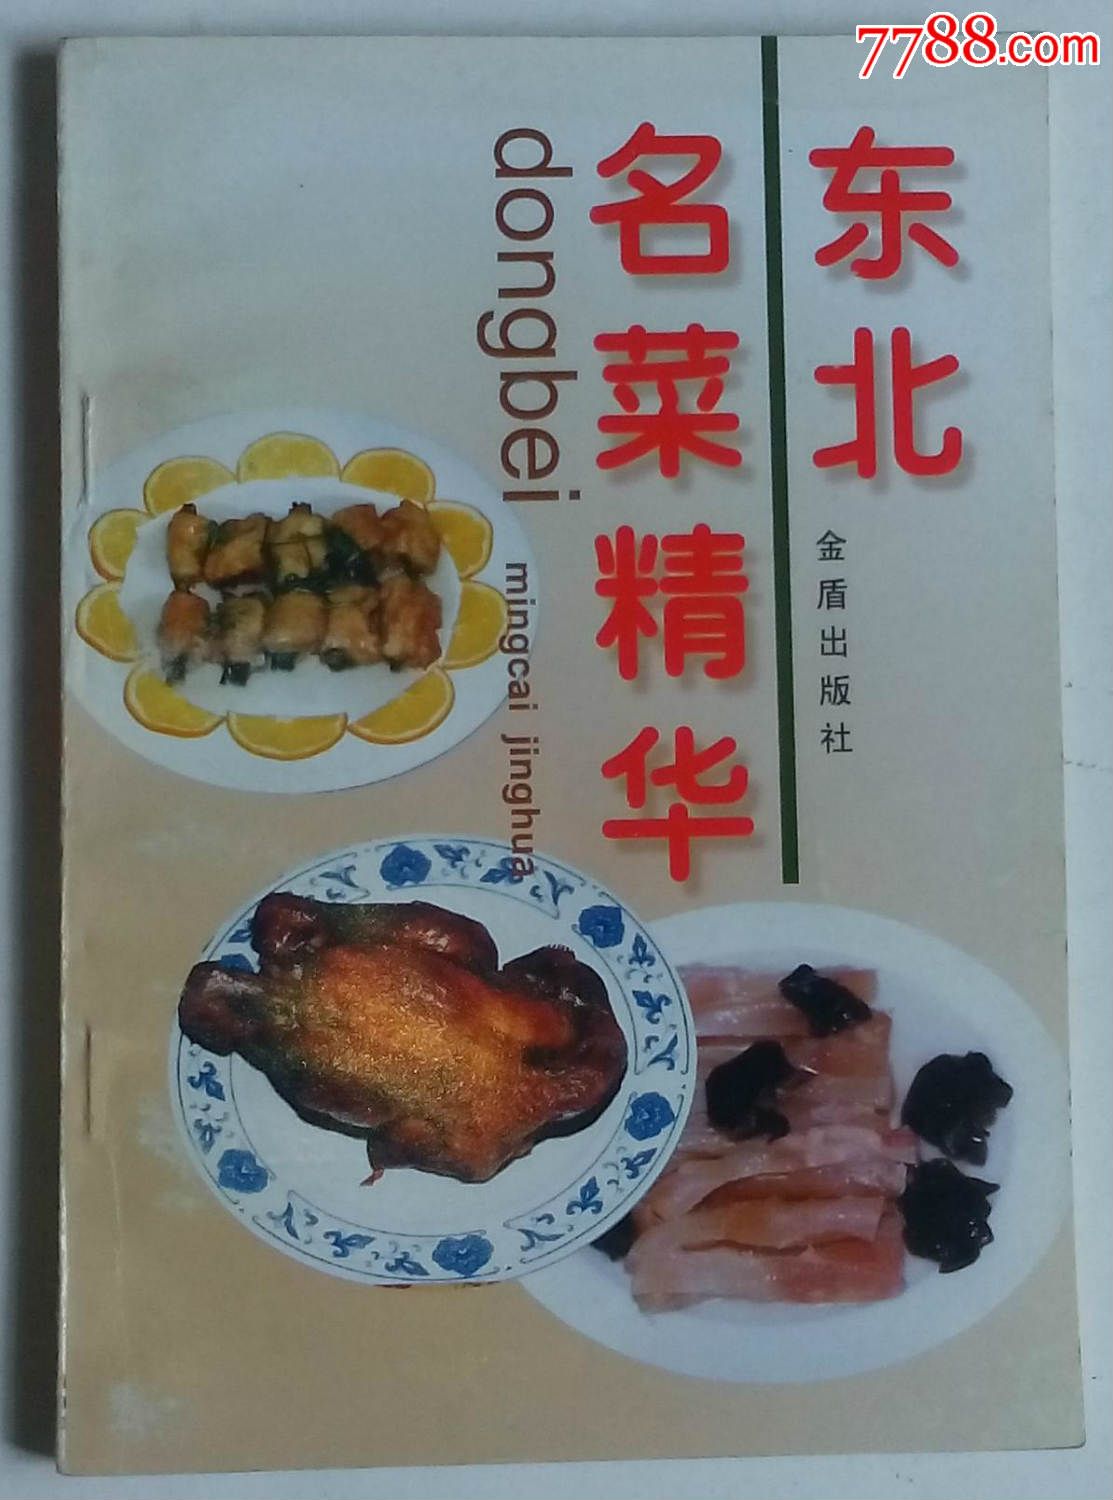 7788.com
东北
名菜精华
dongbei
mingcai jinghua
金盾出版社